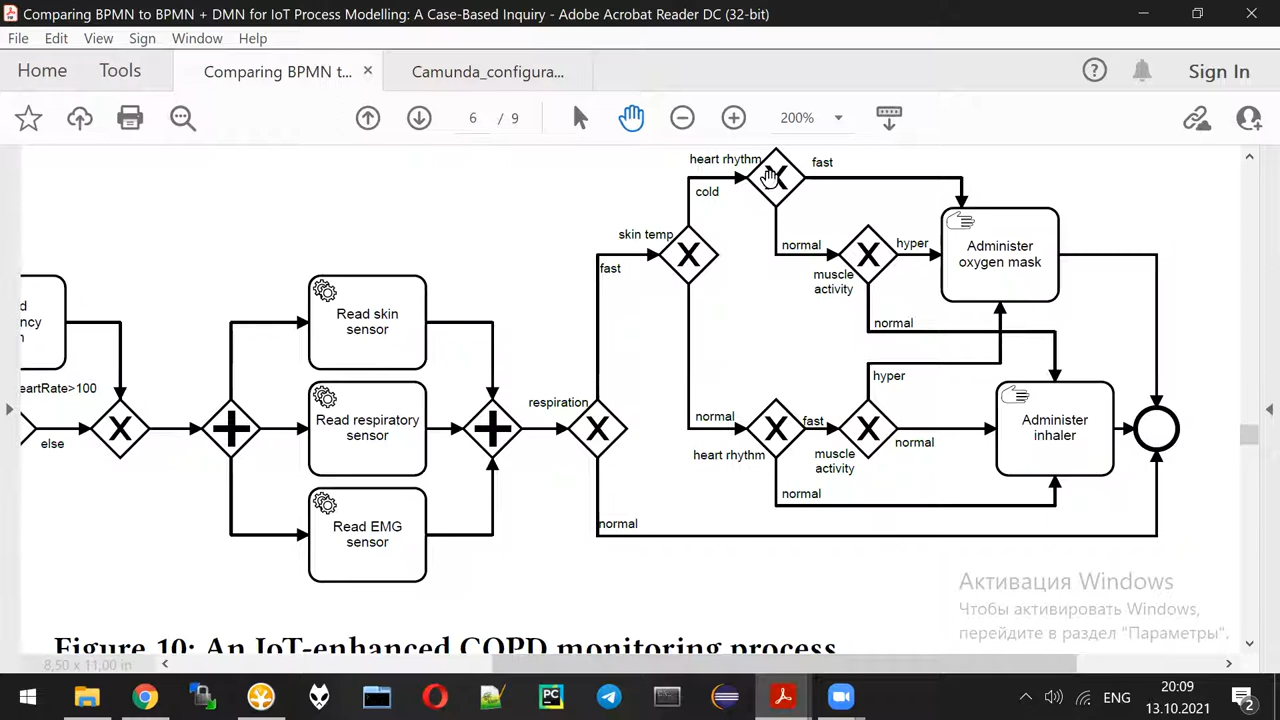 Comparing BPMN to BPMN + DMN for IoT Process Modelling: A Case-Based Inquiry - Adobe Acrobat Reader DC (32-bit)
File Edit View Sign Window Help
Home Tools Comparing BPMN t... × Camunda_configura... ? Sign In
6 / 9 200%
heart rhythm
fast
cold
skin temp
fast
normal
hyper
muscle
activity
Administer
oxygen mask
normal
d
ncy
n
Read skin
sensor
hyper
eartRate>100
else
Read respiratory
sensor
respiration
normal
heart rhythm
fast
muscle
activity
normal
Administer
inhaler
normal
normal
Read EMG
sensor
Активация Windows
Чтобы активировать Windows,
перейдите в раздел "Параметры".
Figure 10: An IoT-enhanced COPD monitoring process
8,50 x 11,00 in
PC
ENG
20:09
13.10.2021
2